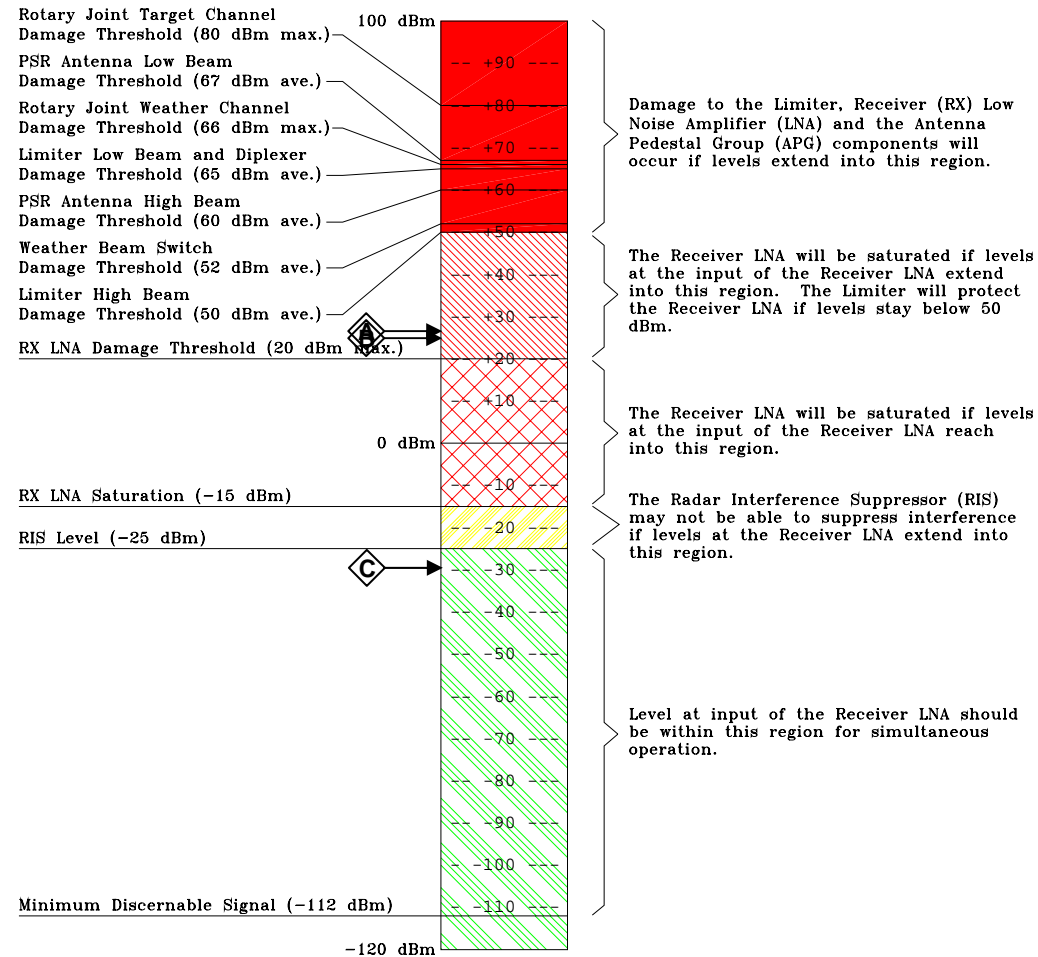 Rotary Joint Target Channel
Damage Threshold (80 dBm max.)
PSR Antenna Low Beam
Damage Threshold (67 dBm ave.)
Rotary Joint Weather Channel
Damage Threshold (66 dBm max.)
Limiter Low Beam and Diplexer
Damage Threshold (65 dBm ave.)
PSR Antenna High Beam
Damage Threshold (60 dBm ave.)
Weather Beam Switch
Damage Threshold (52 dBm ave.)
Limiter High Beam
Damage Threshold (50 dBm ave.)
RX LNA Damage Threshold (20 dBm max.)
RX LNA Saturation (-15 dBm)
RIS Level (-25 dBm)
Minimum Discernable Signal (-112 dBm)
A
C
100 dBm
+90
+80
+70
+60
+50
+40
+30
+20
+10
0 dBm
-10
-20
-30
-40
-50
-60
-70
-80
-90
-100
-110
-120 dBm
Damage to the Limiter, Receiver (RX) Low
Noise Amplifier (LNA) and the Antenna
Pedestal Group (APG) components will
occur if levels extend into this region.
The Receiver LNA will be saturated if levels
at the input of the Receiver LNA extend
into this region. The Limiter will protect
the Receiver LNA if levels stay below 50
dBm.
The Receiver LNA will be saturated if levels
at the input of the Receiver LNA reach
into this region.
The Radar Interference Suppressor (RIS)
may not be able to suppress interference
if levels at the Receiver LNA extend into
this region.
Level at input of the Receiver LNA should
be within this region for simultaneous
operation.